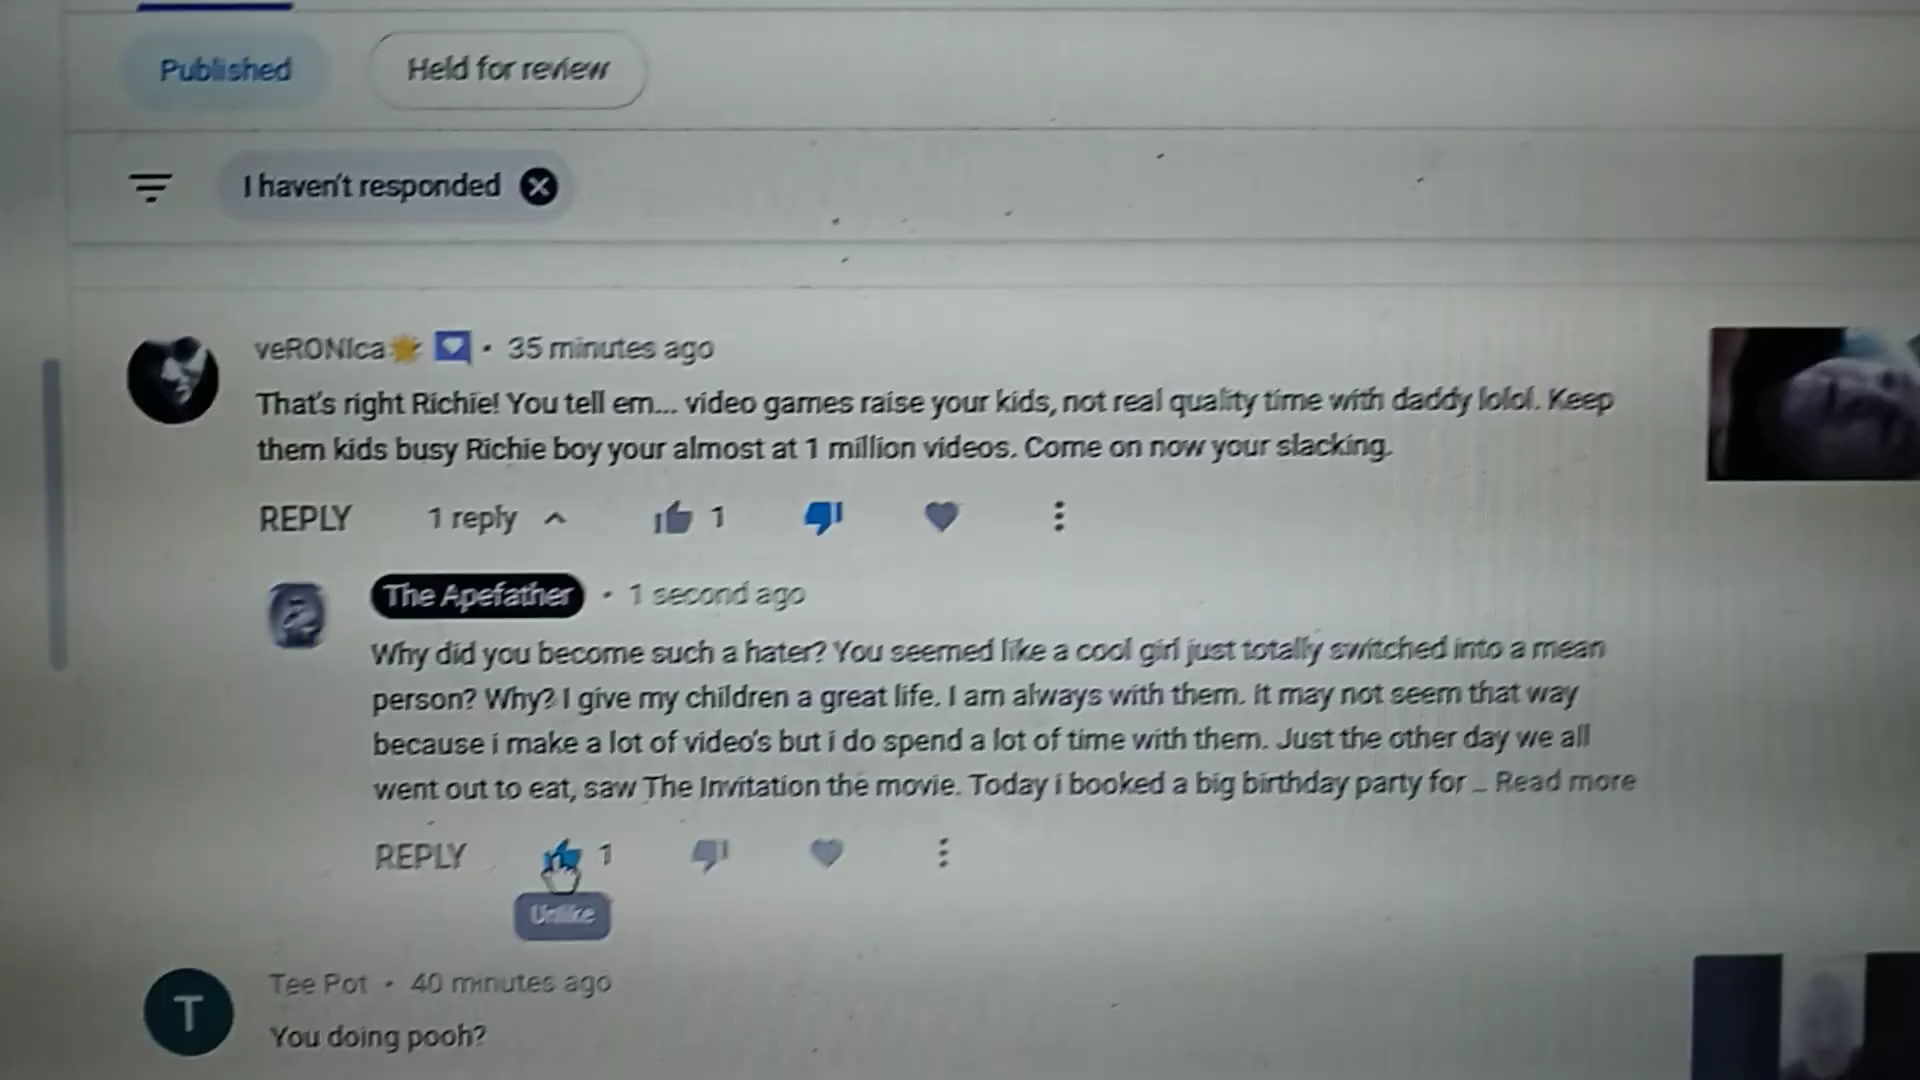 Published
Held for review
I haven't responded
veRONIca · 35 minutes ago
That's right Richie! You tell em... video games raise your kids, not real quality time with daddy lolol. Keep
them kids busy Richie boy your almost at 1 million videos. Come on now your slacking.
REPLY 1 reply 1
The Apefather · 1 second ago
Why did you become such a hater? You seemed like a cool girl just totally switched into a mean
person? Why? I give my children a great life. I am always with them. It may not seem that way
because i make a lot of video's but i do spend a lot of time with them. Just the other day we all
went out to eat, saw The Invitation the movie. Today i booked a big birthday party for ... Read more
REPLY 1
Unlike
T
Tee Pot · 40 minutes ago
You doing pooh?